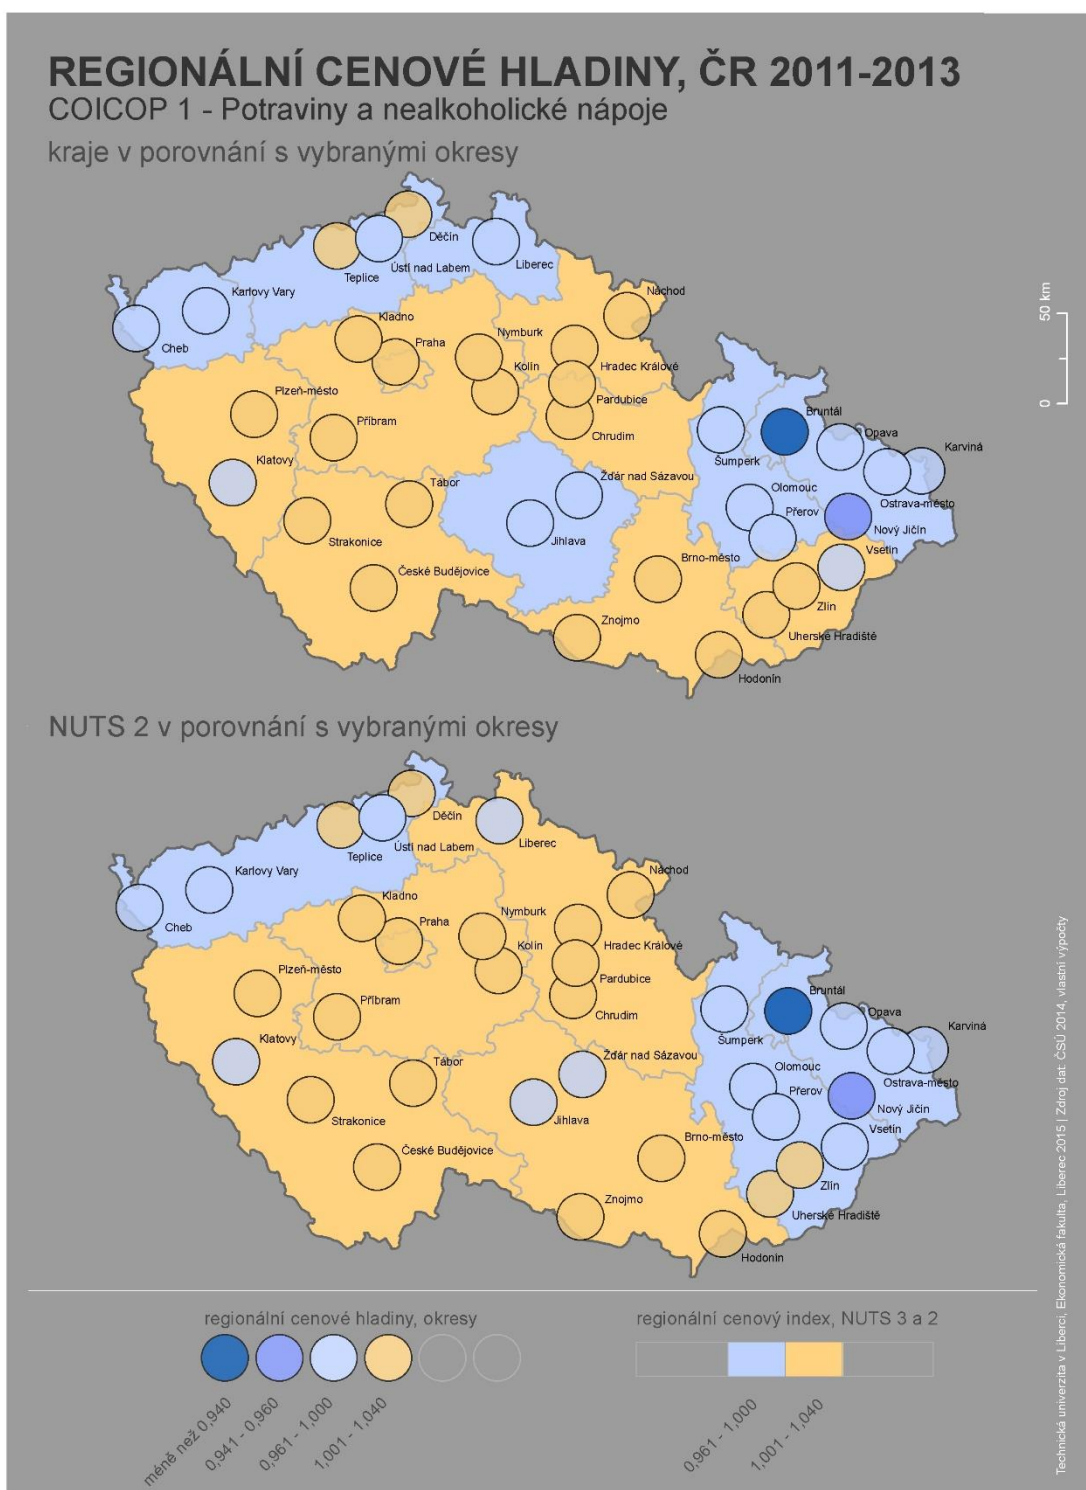 REGIONÁLNÍ CENOVÉ HLADINY, ČR 2011-2013
COICOP 1 - Potraviny a nealkoholické nápoje
kraje v porovnání s vybranými okresy
Děčín
Teplice
Ústí nad Labem
Liberec
Karlovy Vary
Cheb
Náchod
Kladno
Praha
Nymburk
Kolín
Hradec Králové
Plzeň-město
Pardubice
Příbram
Chrudim
Klatovy
Tábor
Žďár nad Sázavou
Strakonice
Jihlava
České Budějovice
Bruntál
Opava
Karviná
Šumperk
Olomouc
Ostrava-město
Přerov
Nový Jičín
Vsetín
Brno-město
Zlín
Znojmo
Uherské Hradiště
Hodonín
50 km
0
NUTS 2 v porovnání s vybranými okresy
Děčín
Teplice
Ústí nad Labem
Liberec
Karlovy Vary
Cheb
Náchod
Kladno
Praha
Nymburk
Kolín
Hradec Králové
Plzeň-město
Pardubice
Příbram
Chrudim
Klatovy
Tábor
Žďár nad Sázavou
Strakonice
Jihlava
České Budějovice
Bruntál
Opava
Karviná
Šumperk
Olomouc
Ostrava-město
Přerov
Nový Jičín
Vsetín
Brno-město
Zlín
Znojmo
Uherské Hradiště
Hodonín
regionální cenové hladiny, okresy
méně než 0,940
0,941 - 0,960
0,961 - 1,000
1,001 - 1,040
regionální cenový index, NUTS 3 a 2
0,961 - 1,000
1,001 - 1,040
Technická univerzita v Liberci, Ekonomická fakulta, Liberec 2015 | Zdroj dat: ČSÚ 2014, vlastní výpočty